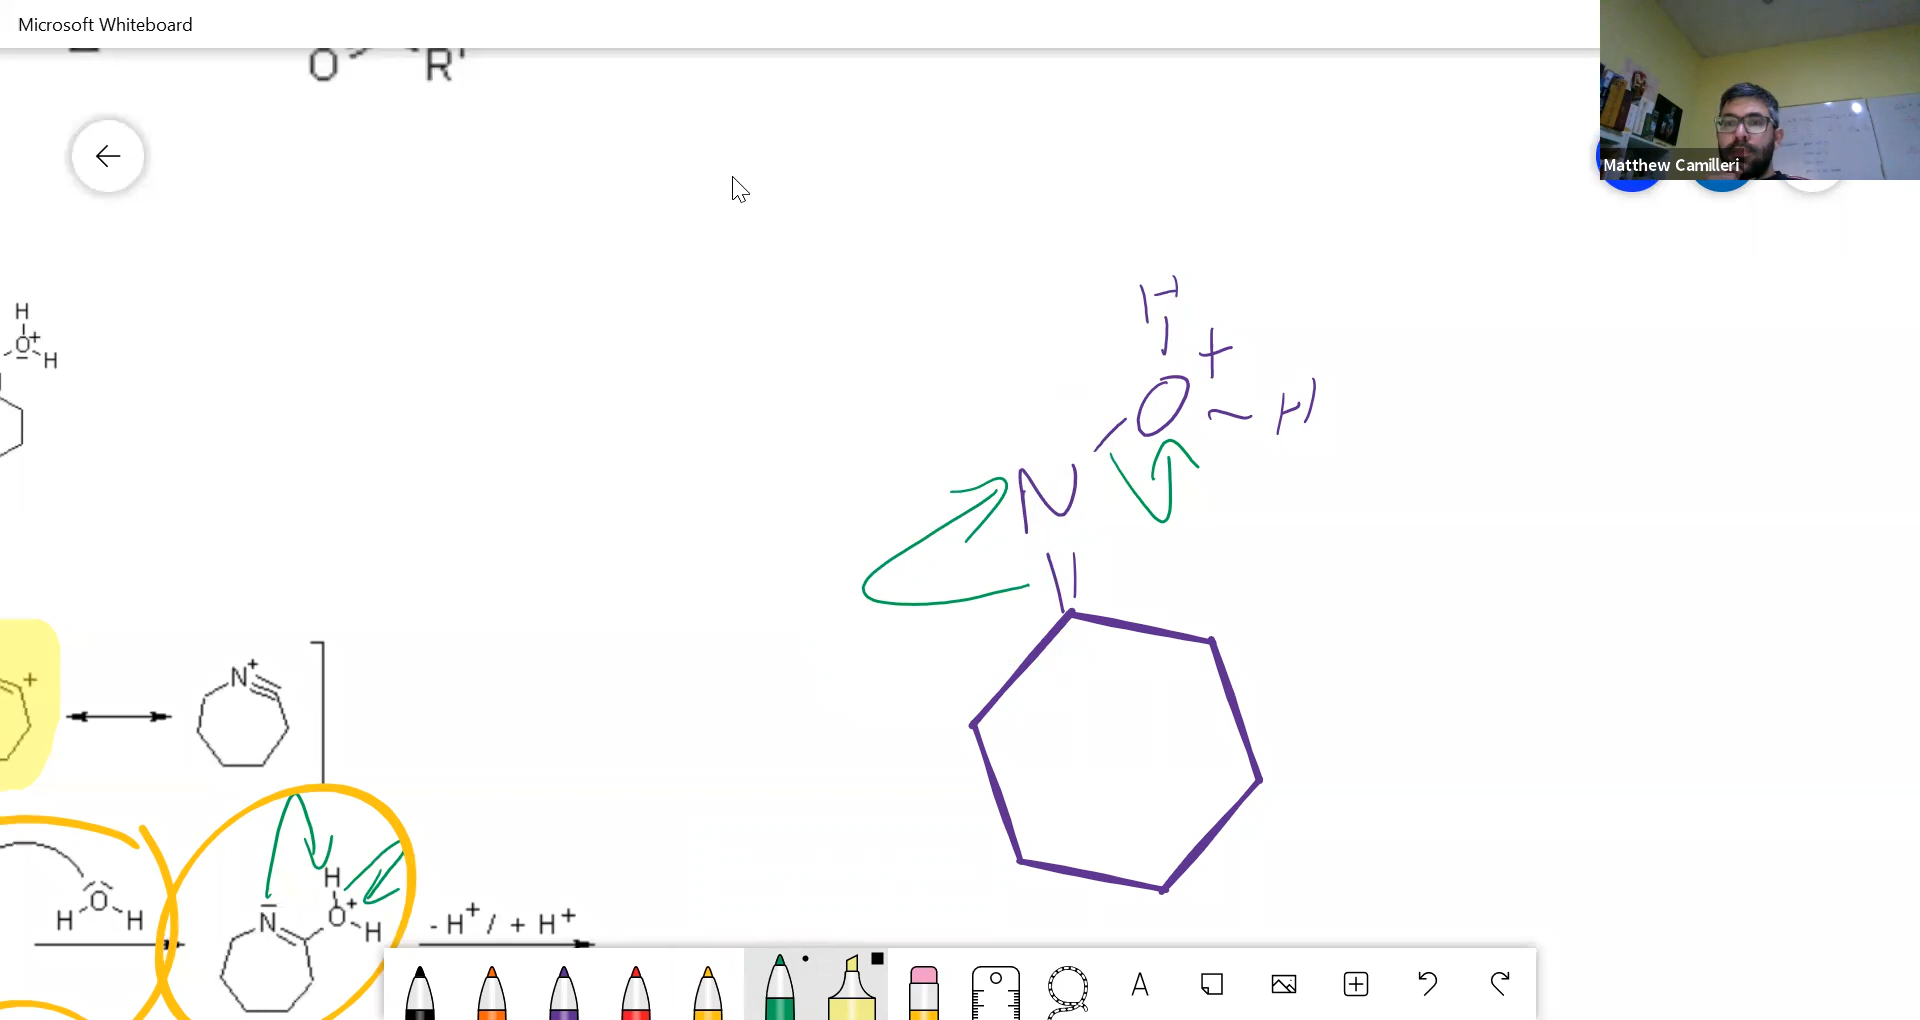 Microsoft Whiteboard
O R'
Matthew Camilleri
H
H
+
O+
H
O
H
N
N+
+
H
H
O
H
N
O+
H
H
- H+ / + H+
A